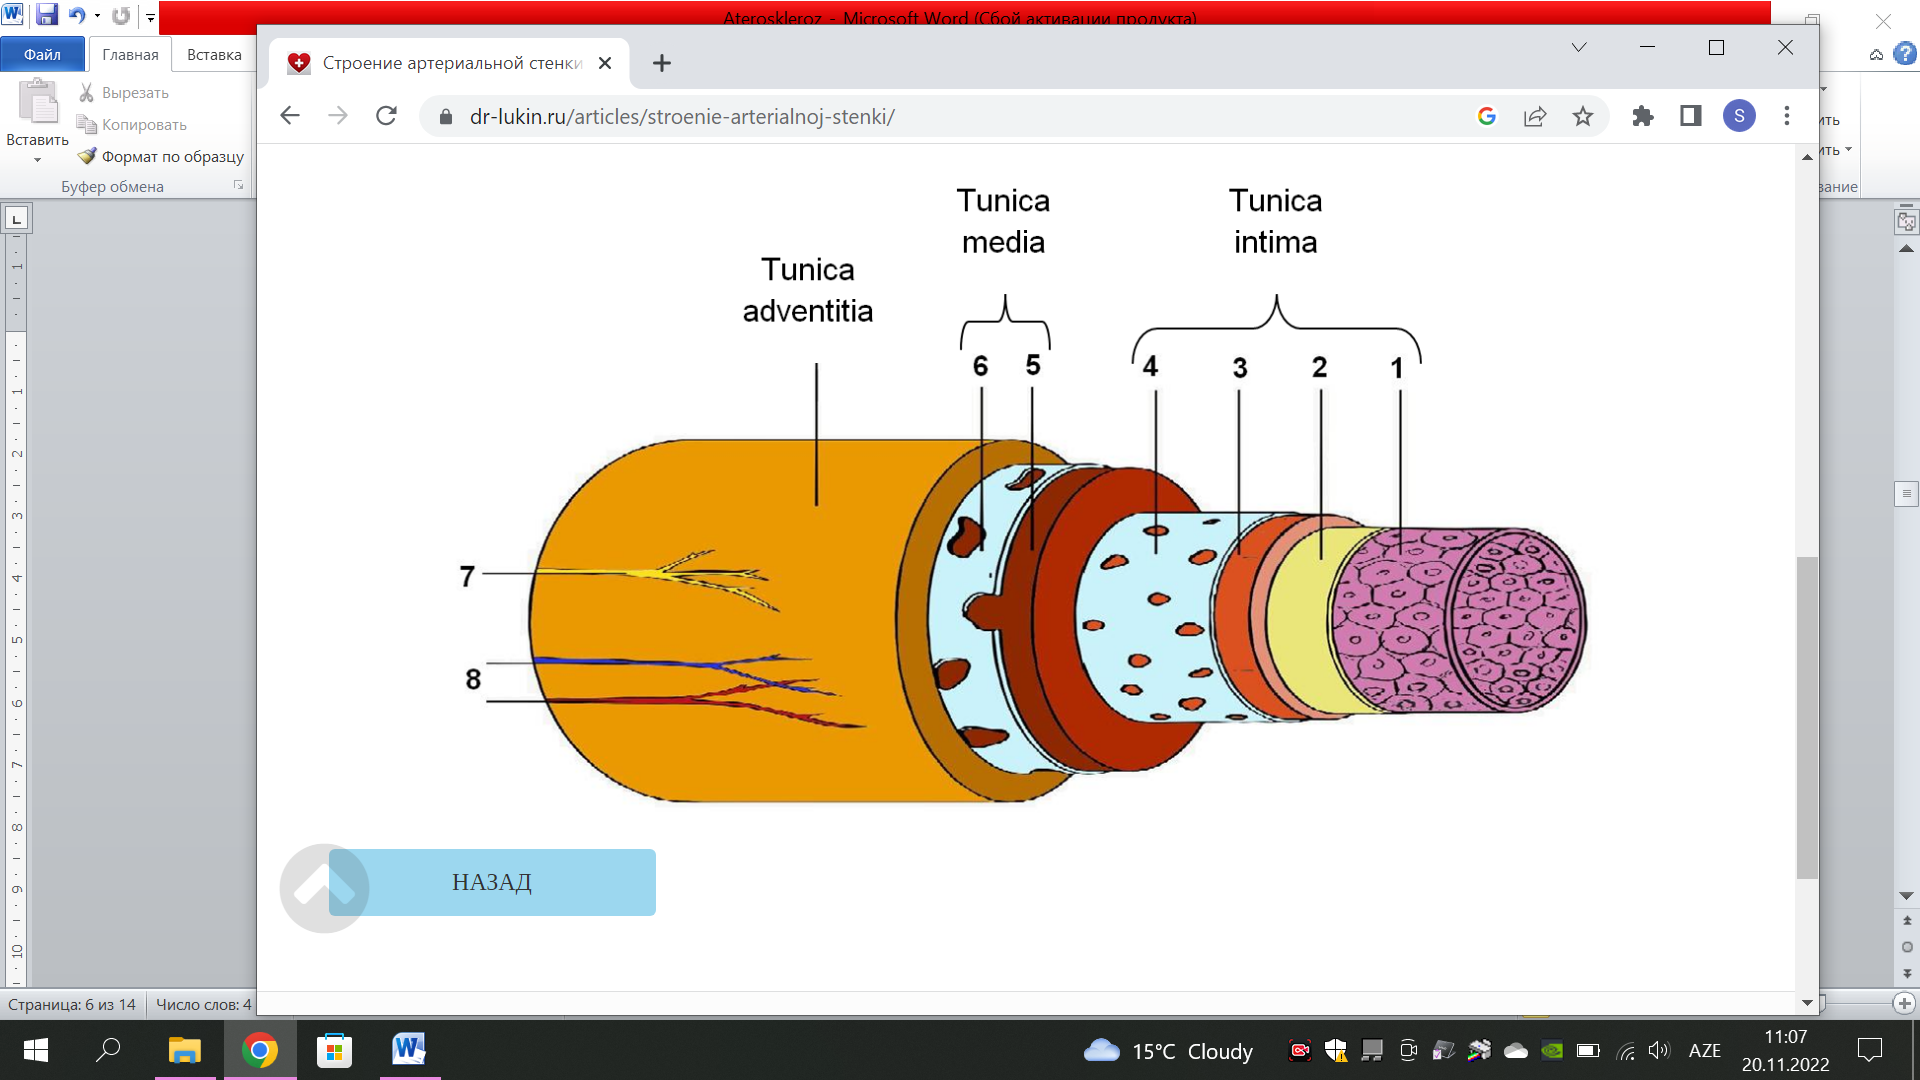 Ateroskleroz - Microsoft Word (Сбой активации продукта)
Файл
Главная
Вставка
Вставить
Вырезать
Копировать
Формат по образцу
Буфер обмена
Строение артериальной стенки
dr-lukin.ru/articles/stroenie-arterialnoj-stenki/
S
Tunica
media
Tunica
intima
Tunica
adventitia
6 5 4 3 2 1
7
8
НАЗАД
Страница: 6 из 14
Число слов: 4
15°C Cloudy
AZE
11:07
20.11.2022